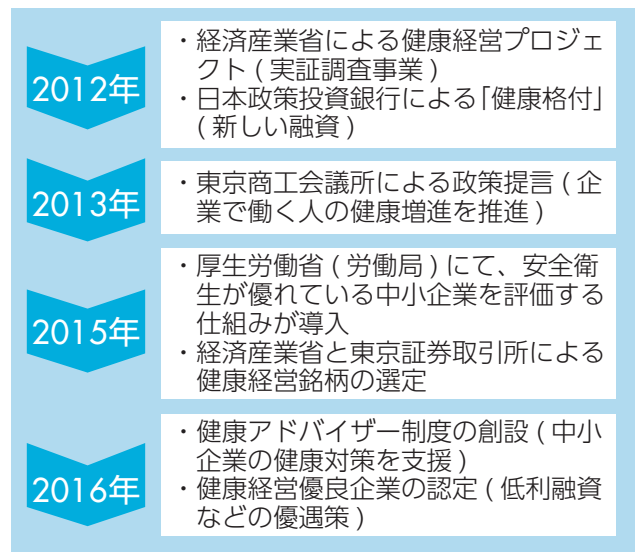 2012年
・経済産業省による健康経営プロジェ
クト ( 実証調査事業 )
・日本政策投資銀行による「健康格付」
( 新しい融資 )
2013年
・東京商工会議所による政策提言 ( 企
業で働く人の健康増進を推進 )
2015年
・厚生労働省 ( 労働局 ) にて、安全衛
生が優れている中小企業を評価する
仕組みが導入
・経済産業省と東京証券取引所による
健康経営銘柄の選定
2016年
・健康アドバイザー制度の創設 ( 中小
企業の健康対策を支援 )
・健康経営優良企業の認定 ( 低利融資
などの優遇策 )